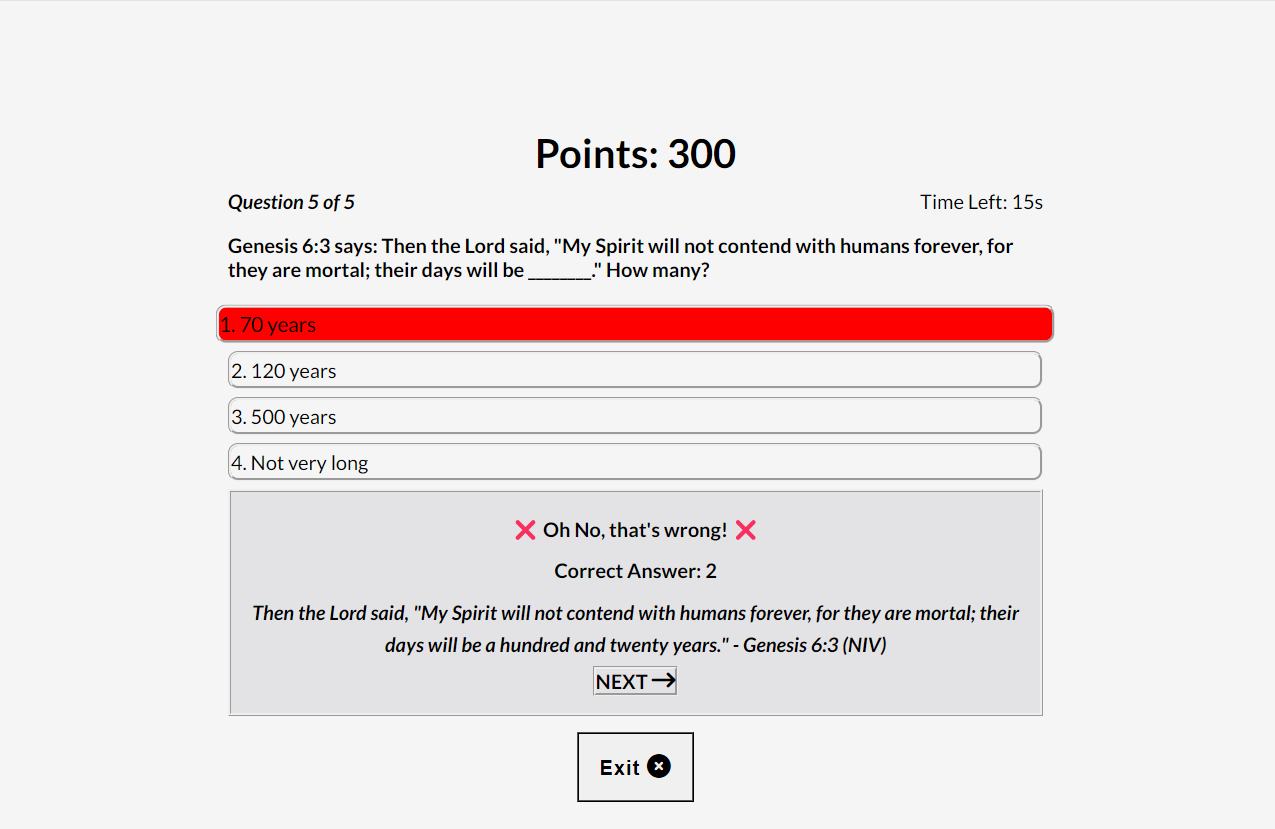 Points: 300
Question 5 of 5
Time Left: 15s
Genesis 6:3 says: Then the Lord said, "My Spirit will not contend with humans forever, for
they are mortal; their days will be ________." How many?
1. 70 years
2. 120 years
3. 500 years
4. Not very long
❌ Oh No, that's wrong! ❌
Correct Answer: 2
Then the Lord said, "My Spirit will not contend with humans forever, for they are mortal; their
days will be a hundred and twenty years." - Genesis 6:3 (NIV)
NEXT→
Exit